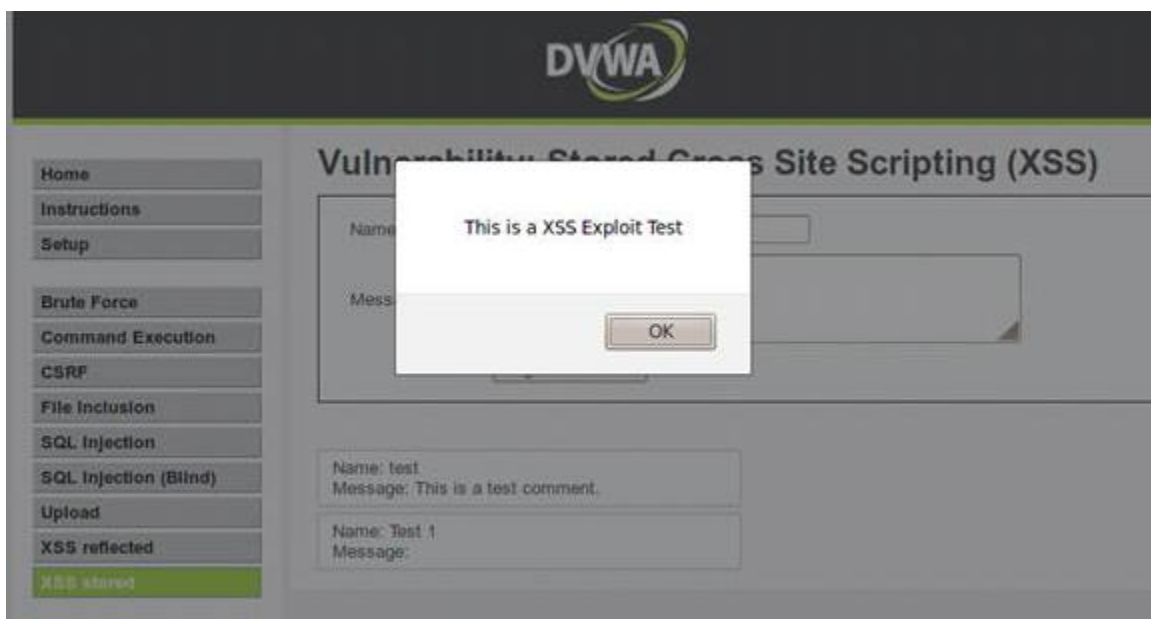 DVWA
Home
Instructions
Setup
Brute Force
Command Execution
CSRF
File Inclusion
SQL Injection
SQL Injection (Blind)
Upload
XSS reflected
XSS stored
Vulnerability: Stored Cross Site Scripting (XSS)
Name
Mess
This is a XSS Exploit Test
OK
Name: test
Message: This is a test comment.
Name: Test 1
Message: